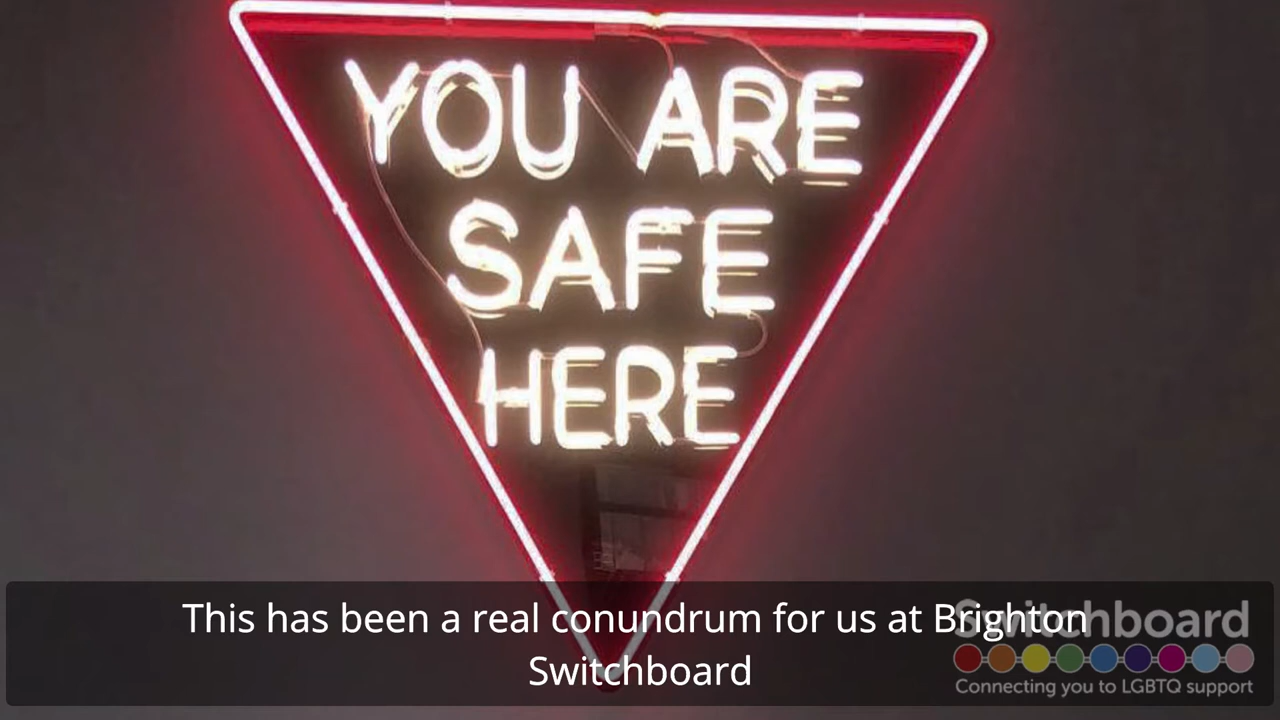 YOU ARE
SAFE
HERE
This has been a real conundrum for us at Brighton
Switchboard
Switchboard
Connecting you to LGBTQ support